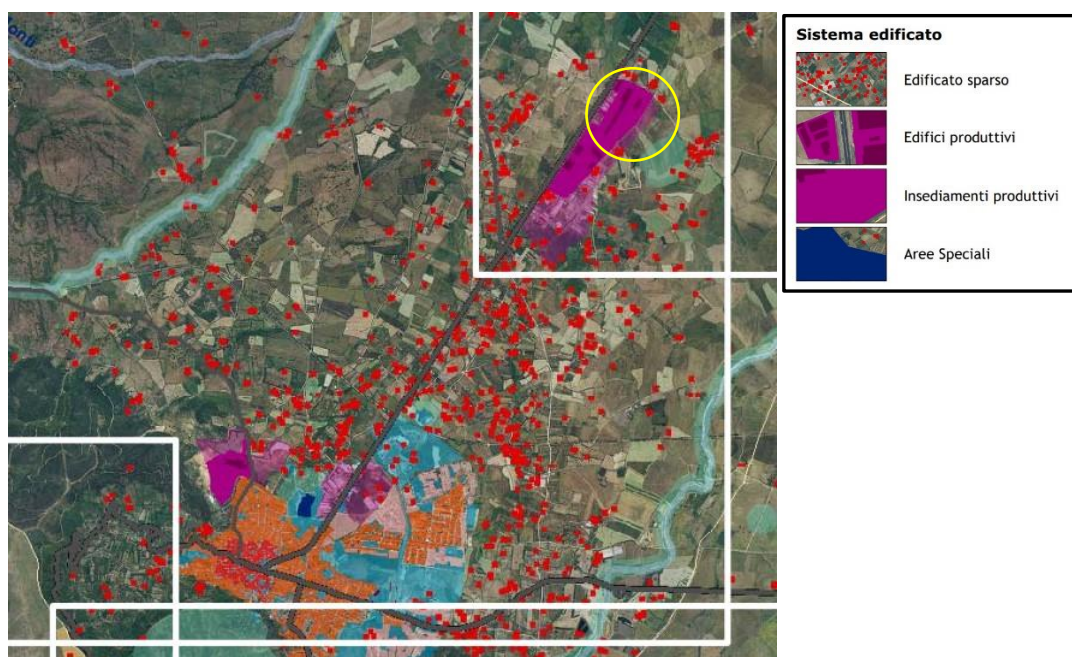 Sistema edificato
Edificato sparso
Edifici produttivi
Insediamenti produttivi
Aree Speciali